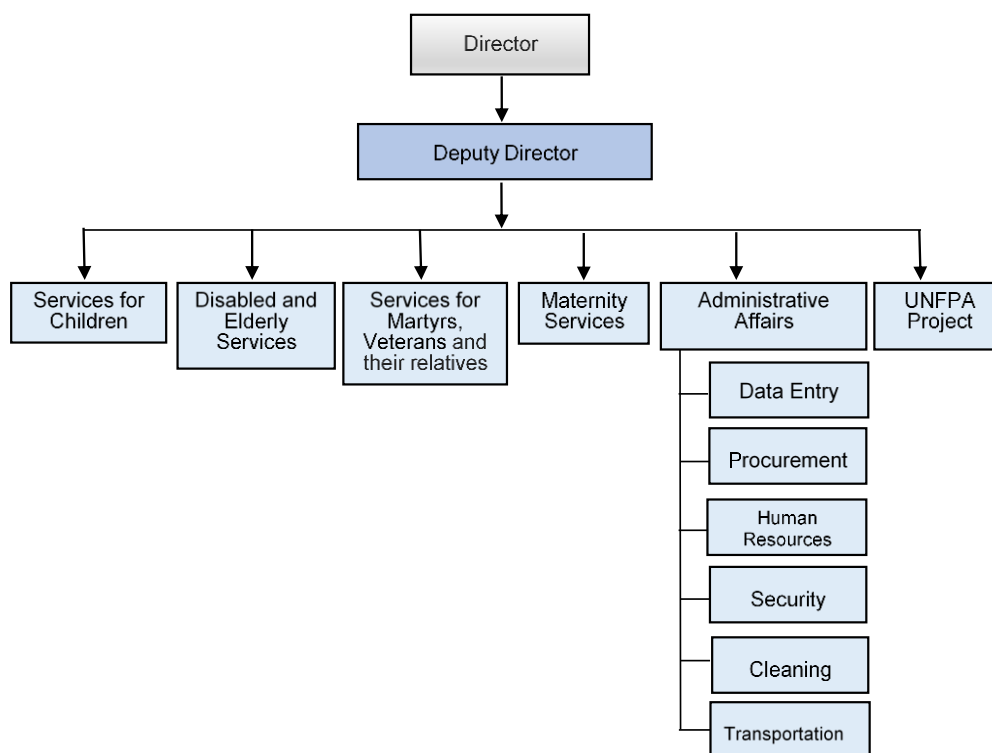 Director
Deputy Director
Services for
Children
Disabled and
Elderly
Services
Services for
Martyrs,
Veterans and
their relatives
Maternity
Services
Administrative
Affairs
UNFPA
Project
Data Entry
Procurement
Human
Resources
Security
Cleaning
Transportation